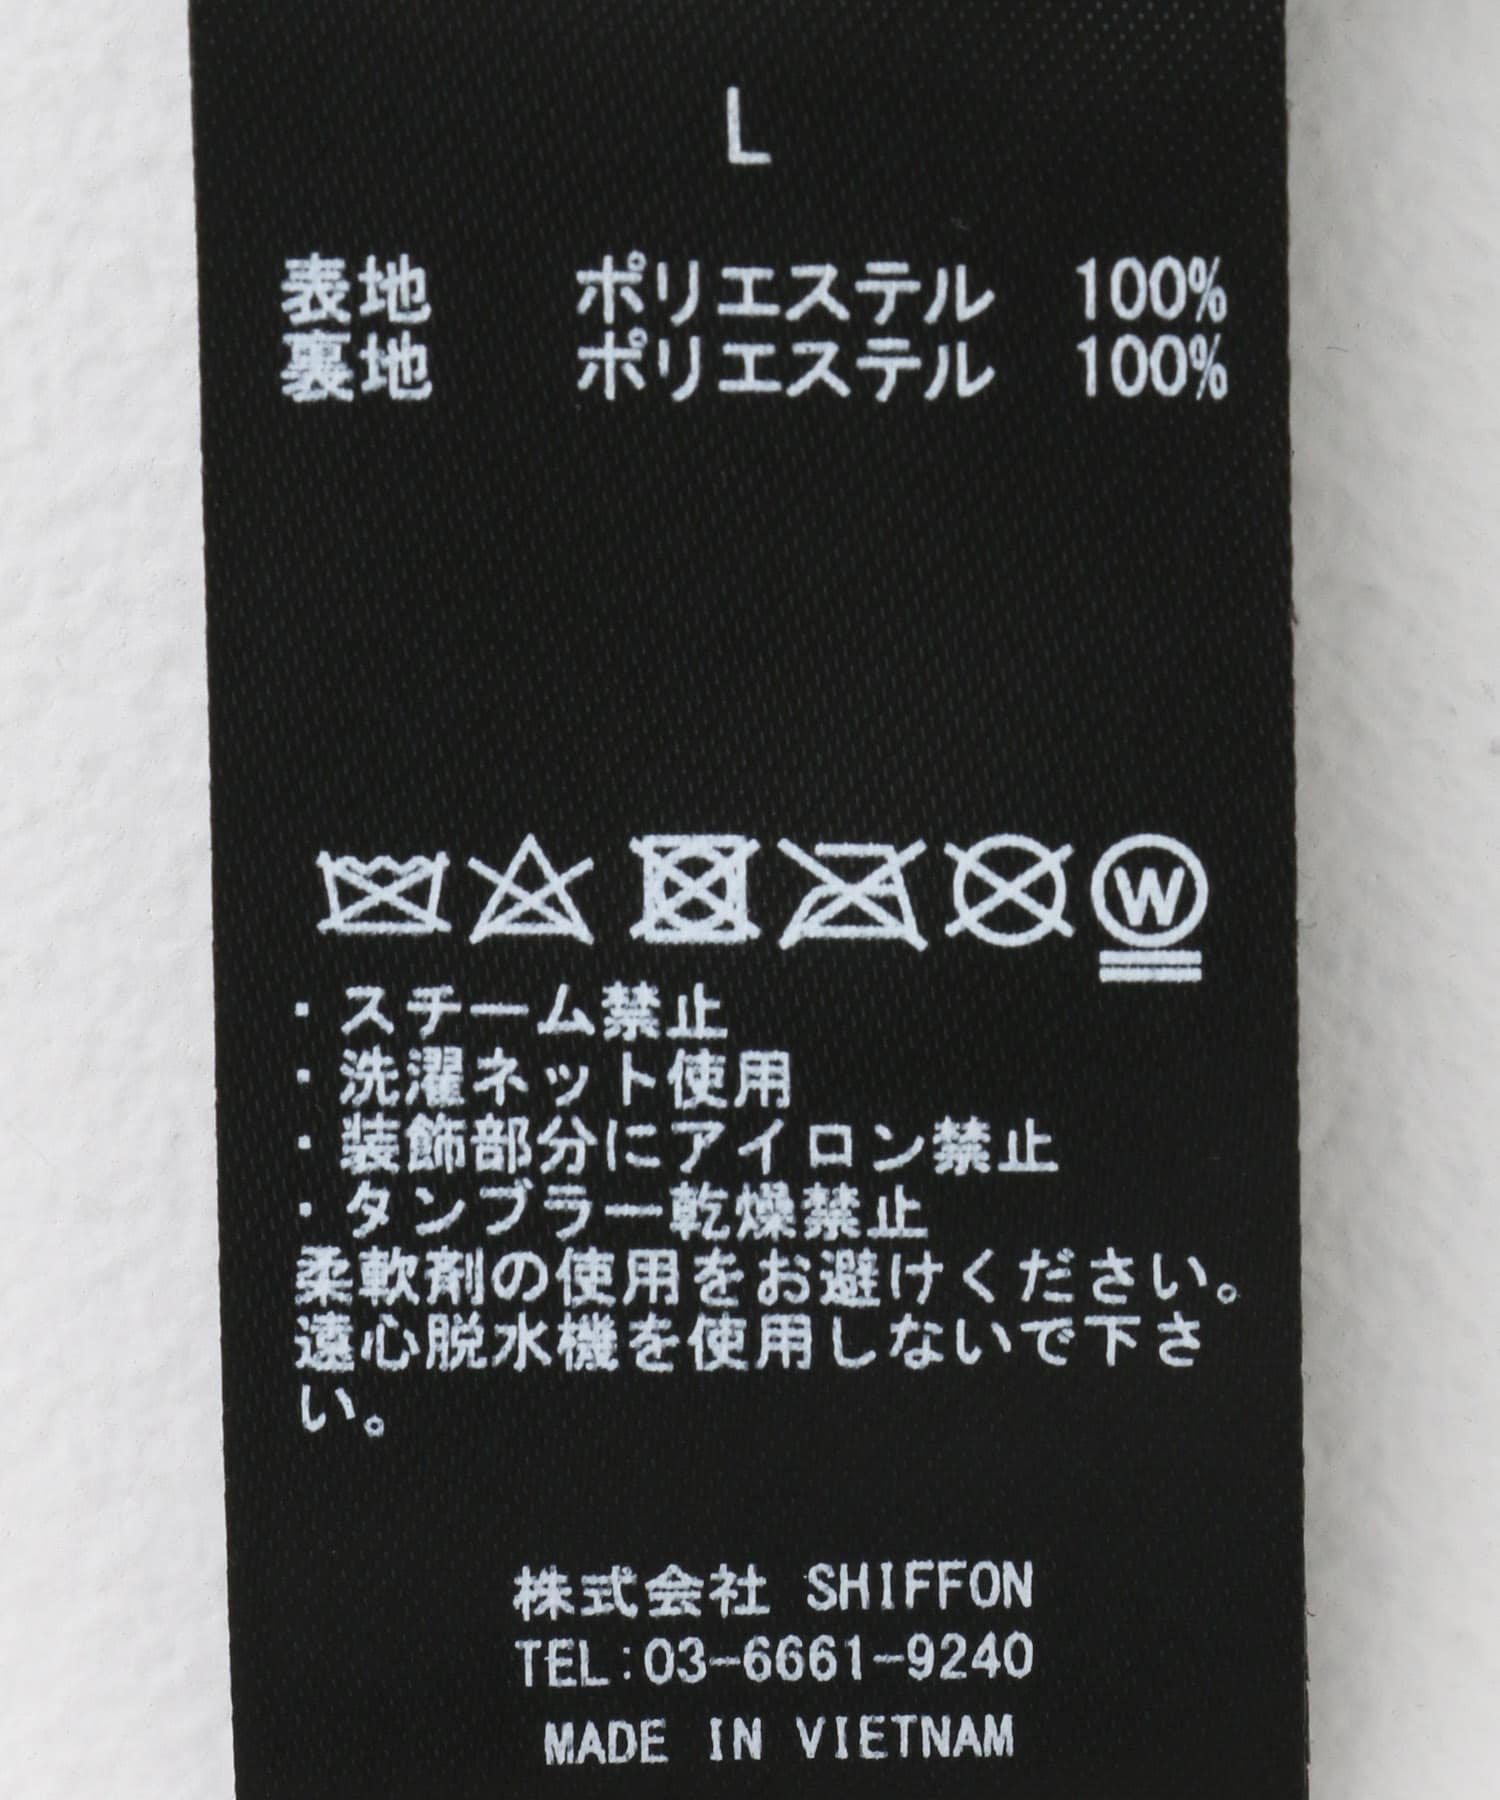 L
表地 ポリエステル 100%
裏地 ポリエステル 100%
W
・スチーム禁止
・洗濯ネット使用
・装飾部分にアイロン禁止
・タンブラー乾燥禁止
柔軟剤の使用をお避けください。
遠心脱水機を使用しないで下さ
い。
株式会社 SHIFFON
TEL:03-6661-9240
MADE IN VIETNAM